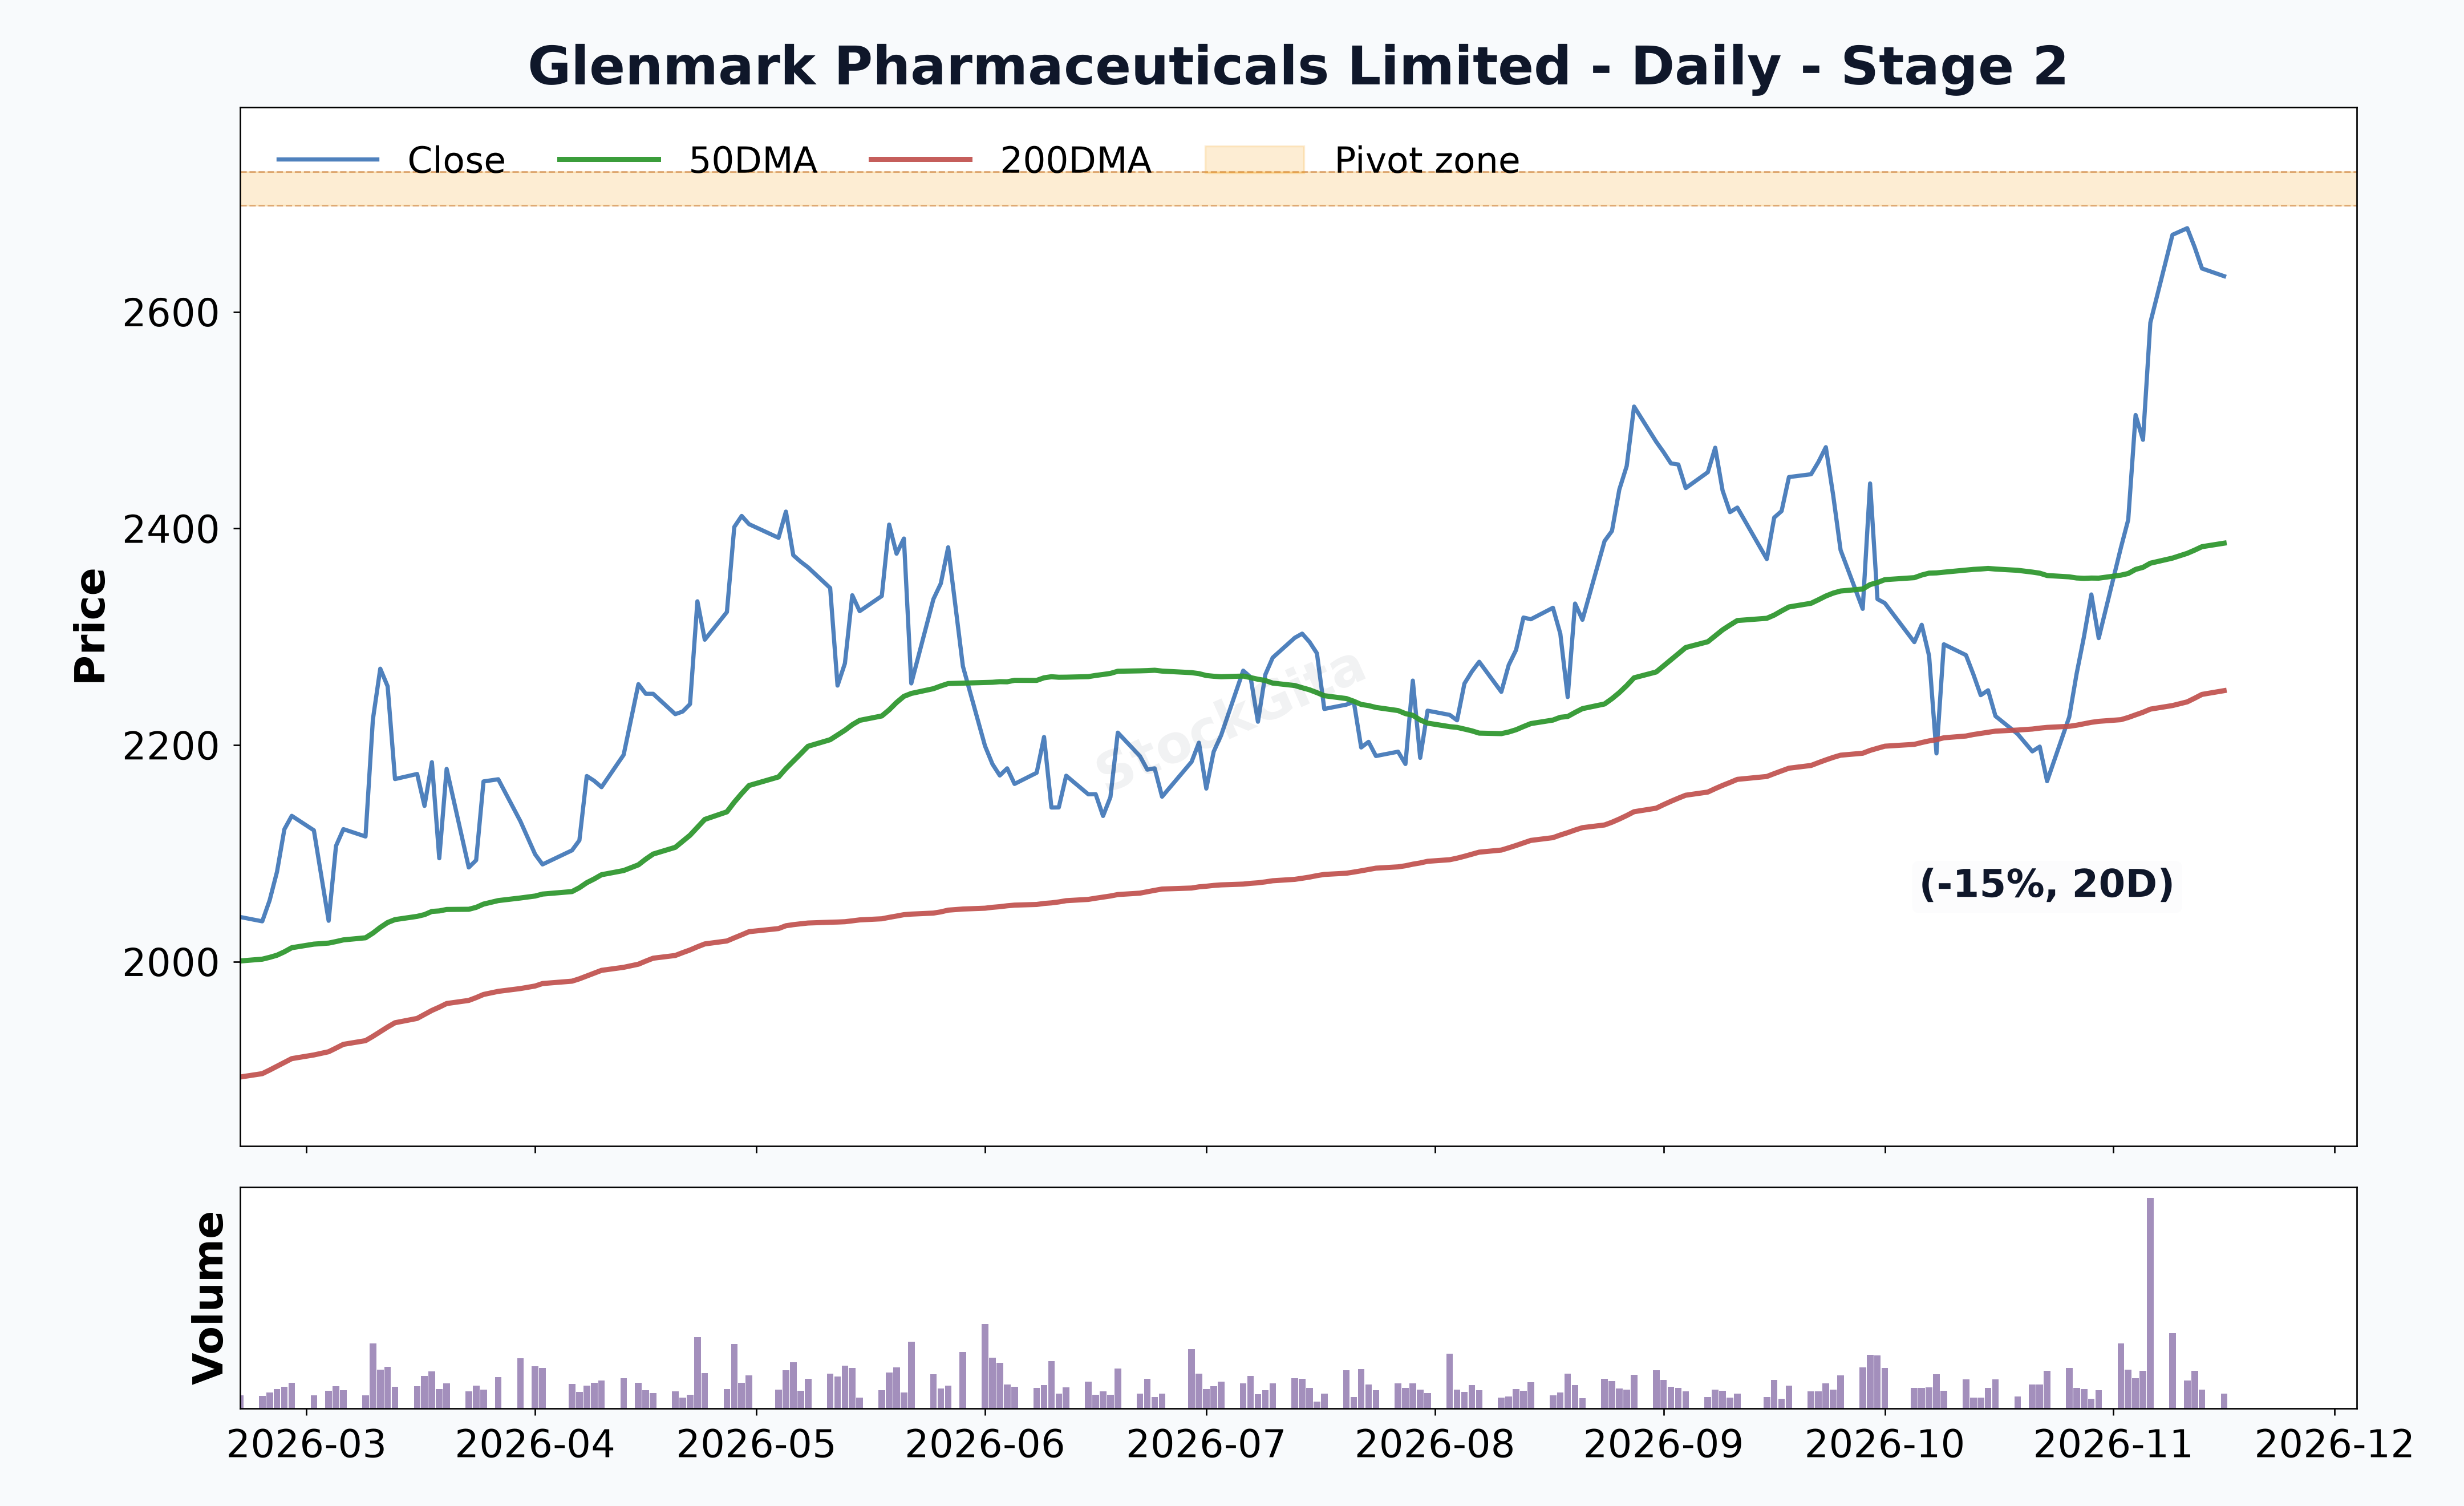 Glenmark Pharmaceuticals Limited - Daily - Stage 2
Close 50DMA 200DMA Pivot zone
Price
2600
2400
2200
2000
StockGita
(-15%, 20D)
Volume
2026-03 2026-04 2026-05 2026-06 2026-07 2026-08 2026-09 2026-10 2026-11 2026-12